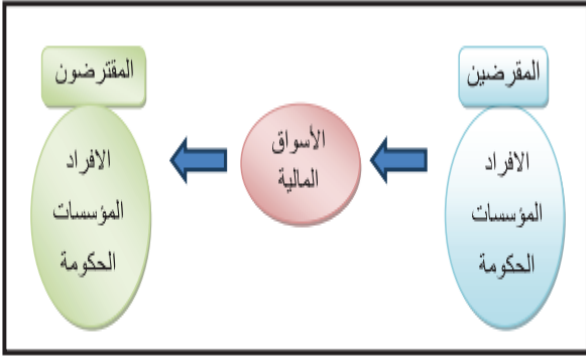 المقرضين
الافراد
المؤسسات
الحكومة
الأسواق
المالية
المقترضون
الافراد
المؤسسات
الحكومة